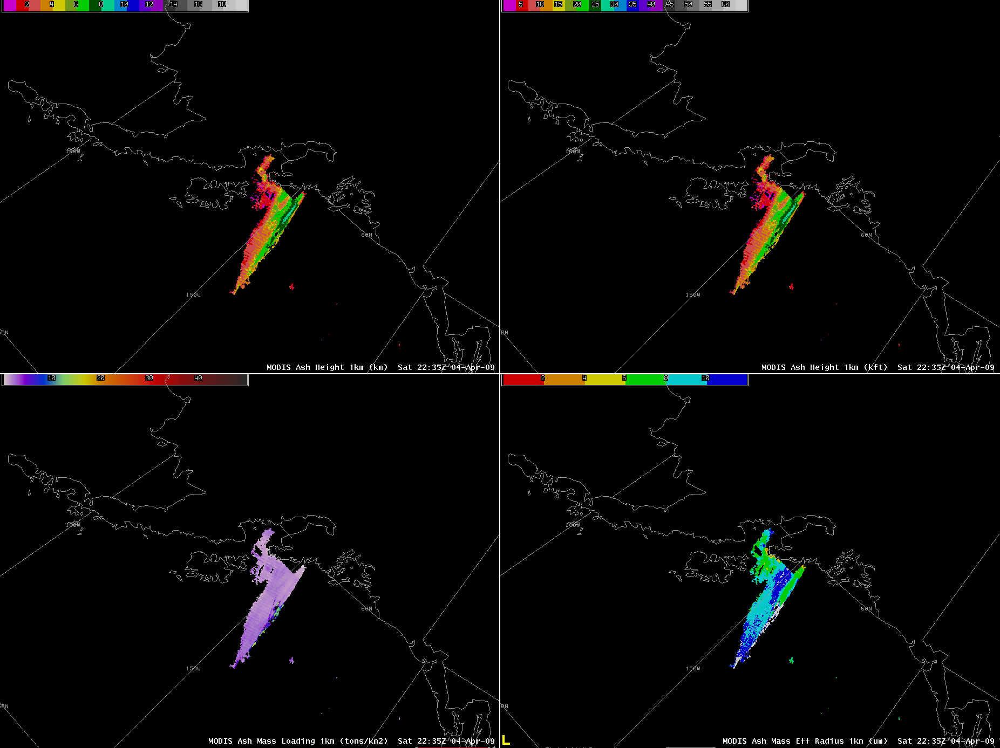 2 4 6 8 10 12 14 16 18
5 10 15 20 25 30 35 40 45 50 55 60
160W
160W
60N
60N
150W
150W
0N
MODIS Ash Height 1km (km) Sat 22:35Z 04-Apr-09
MODIS Ash Height 1km (kft) Sat 22:35Z 04-Apr-09
10 20 30 40
2 4 6 8 10
160W
160W
60N
60N
150W
150W
0N
MODIS Ash Mass Loading 1km (tons/km2) Sat 22:35Z 04-Apr-09
MODIS Ash Mass Eff Radius 1km (um) Sat 22:35Z 04-Apr-09